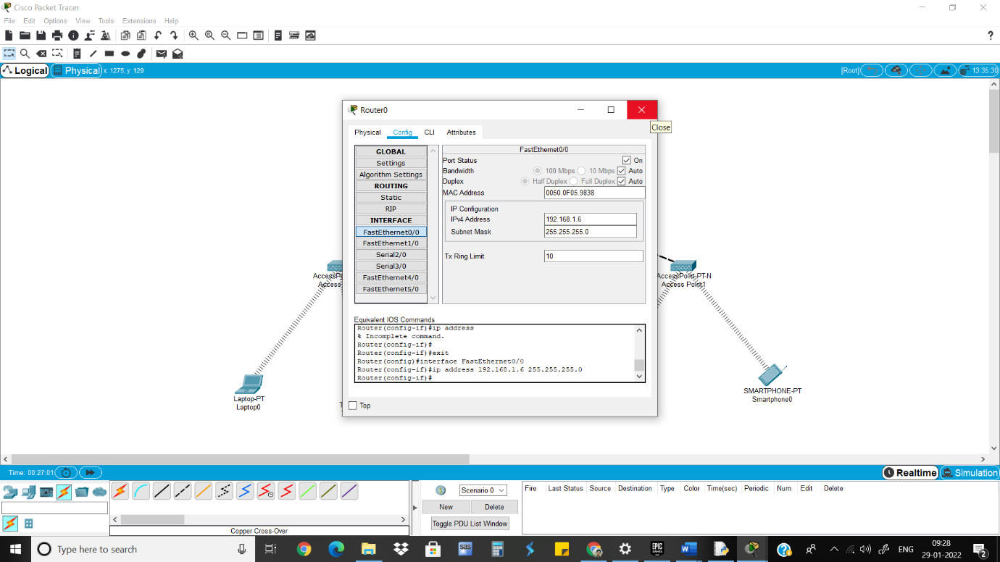 Cisco Packet Tracer
File Edit Options View Tools Extensions Help
?
Logical Physical x: 1275, y: 129 [Root] 13:35:30
Router0
Close
Physical Config CLI Attributes
GLOBAL
Settings
Algorithm Settings
ROUTING
Static
RIP
INTERFACE
FastEthernet0/0
FastEthernet1/0
Serial2/0
Serial3/0
FastEthernet4/0
FastEthernet5/0
FastEthernet0/0
Port Status On
Bandwidth 100 Mbps 10 Mbps Auto
Duplex Half Duplex Full Duplex Auto
MAC Address 0050.0F05.9838
IP Configuration
IPv4 Address 192.168.1.6
Subnet Mask 255.255.255.0
Tx Ring Limit 10
Equivalent IOS Commands
Router(config-if)#ip address
% Incomplete command.
Router(config-if)#
Router(config-if)#exit
Router(config)#interface FastEthernet0/0
Router(config-if)#ip address 192.168.1.6 255.255.255.0
Router(config-if)#
Top
AccessP
Access
AccessPoint-PT-N
Access Point1
Laptop-PT
Laptop0
SMARTPHONE-PT
Smartphone0
Time: 00:27:01 Realtime Simulation
Scenario 0
New Delete
Toggle PDU List Window
Fire Last Status Source Destination Type Color Time(sec) Periodic Num Edit Delete
Copper Cross-Over
Type here to search
sas
EPIC GAMES
ENG
09:28
29-01-2022
2